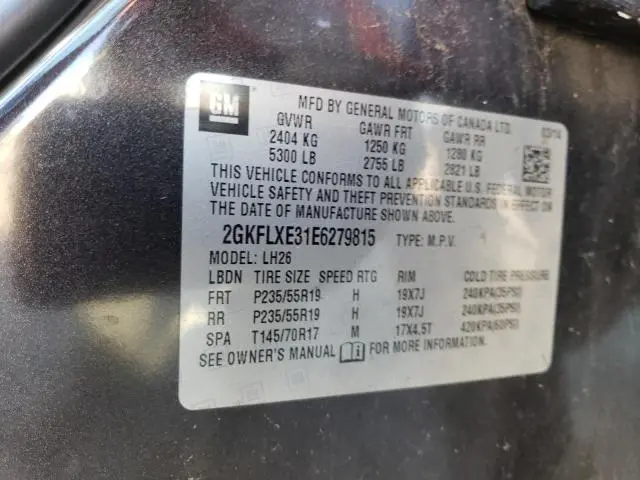 GM
MFD BY GENERAL MOTORS OF CANADA LTD. 03/14
GVWR GAWR FRT GAWR RR
2404 KG 1250 KG 1280 KG
5300 LB 2755 LB 2821 LB
THIS VEHICLE CONFORMS TO ALL APPLICABLE U.S. FEDERAL MOTOR
VEHICLE SAFETY AND THEFT PREVENTION STANDARDS IN EFFECT ON
THE DATE OF MANUFACTURE SHOWN ABOVE.
2GKFLXE31E6279815 TYPE: M.P.V.
MODEL: LH26
LBDN TIRE SIZE SPEED RTG RIM COLD TIRE PRESSURE
FRT P235/55R19 H 19X7J 240KPA(35PSI)
RR P235/55R19 H 19X7J 240KPA(35PSI)
SPA T145/70R17 M 17X4.5T 420KPA(60PSI)
SEE OWNER'S MANUAL FOR MORE INFORMATION.